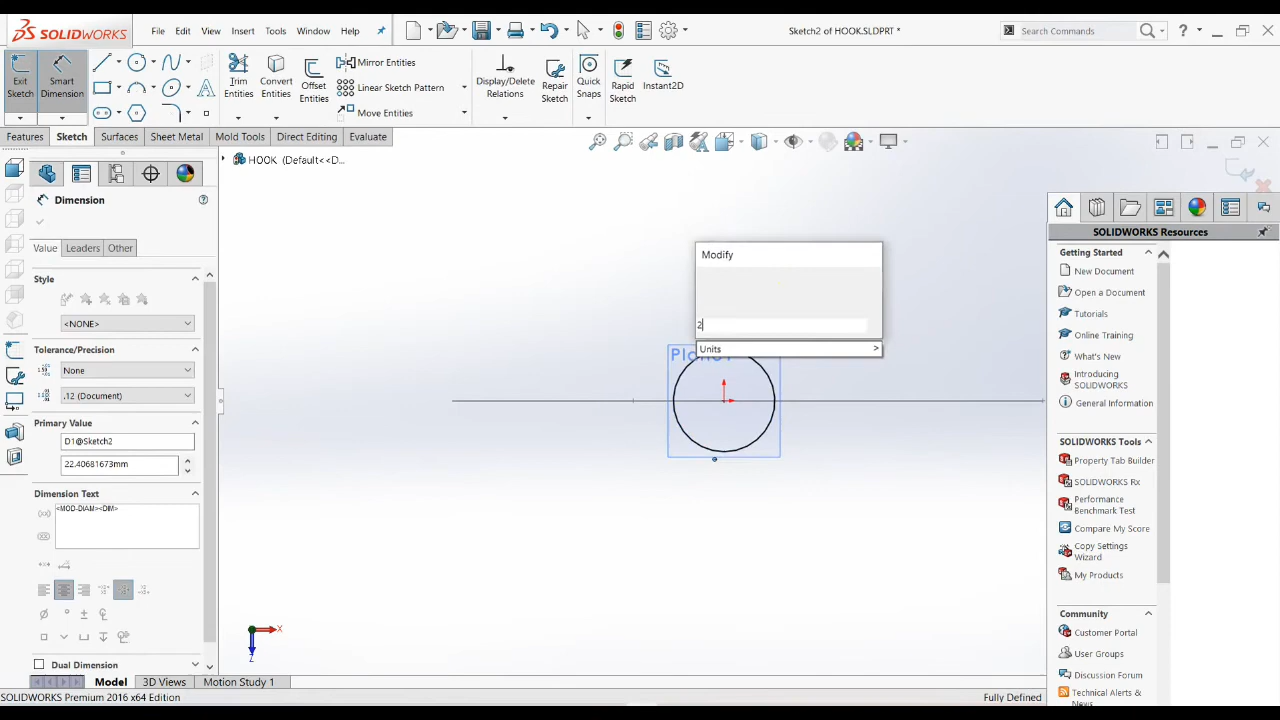 SOLIDWORKS
File Edit View Insert Tools Window Help
Sketch2 of HOOK.SLDPRT *
Search Commands
Exit Sketch
Smart Dimension
Trim Entities
Convert Entities
Offset Entities
Mirror Entities
Linear Sketch Pattern
Move Entities
Display/Delete Relations
Repair Sketch
Quick Snaps
Rapid Sketch
Instant2D
Features Sketch Surfaces Sheet Metal Mold Tools Direct Editing Evaluate
HOOK (Default<<D...
Dimension
Value Leaders Other
Style
<NONE>
Tolerance/Precision
None
.12 (Document)
Primary Value
D1@Sketch2
22.40681673mm
Dimension Text
<MOD-DIAM><DIM>
Dual Dimension
Modify
2
Units >
X
Z
SOLIDWORKS Resources
Getting Started
New Document
Open a Document
Tutorials
Online Training
What's New
Introducing
SOLIDWORKS
General Information
SOLIDWORKS Tools
Property Tab Builder
SOLIDWORKS Rx
Performance
Benchmark Test
Compare My Score
Copy Settings
Wizard
My Products
Community
Customer Portal
User Groups
Discussion Forum
Technical Alerts &
News
Model 3D Views Motion Study 1
SOLIDWORKS Premium 2016 x64 Edition
Fully Defined